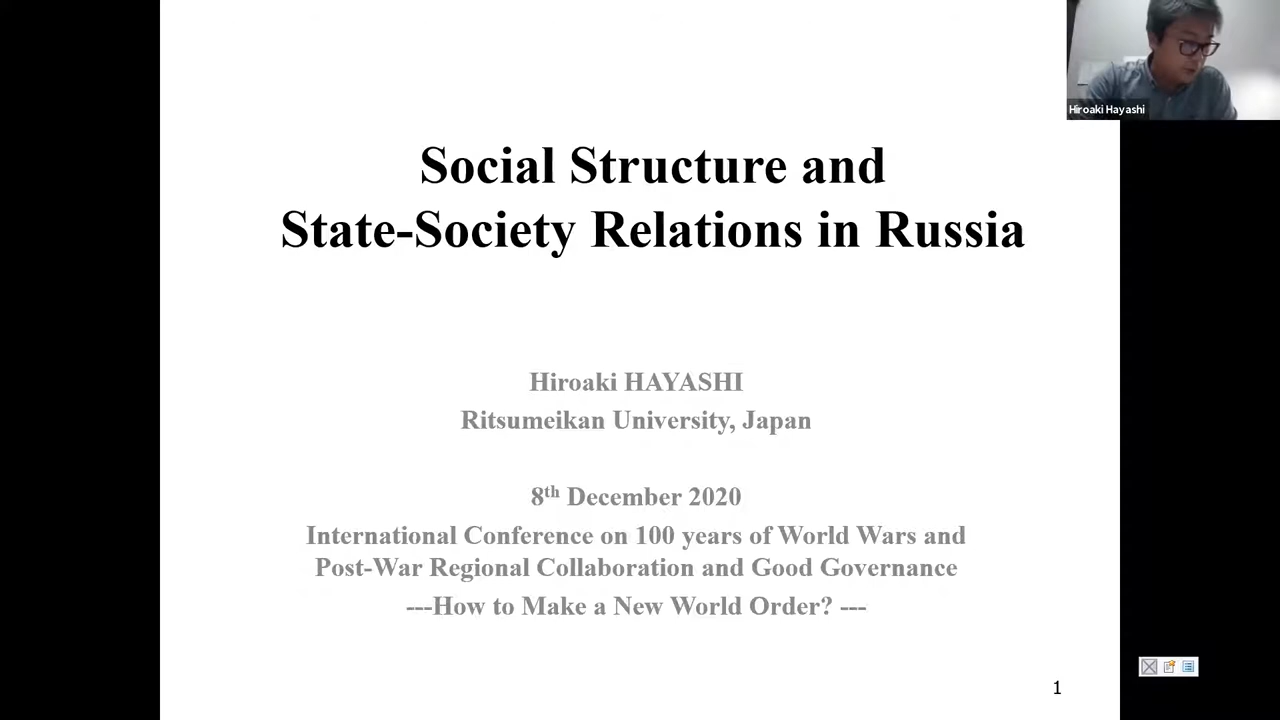 Hiroaki Hayashi
Social Structure and
State-Society Relations in Russia
Hiroaki HAYASHI
Ritsumeikan University, Japan
8th December 2020
International Conference on 100 years of World Wars and
Post-War Regional Collaboration and Good Governance
---How to Make a New World Order? ---
1